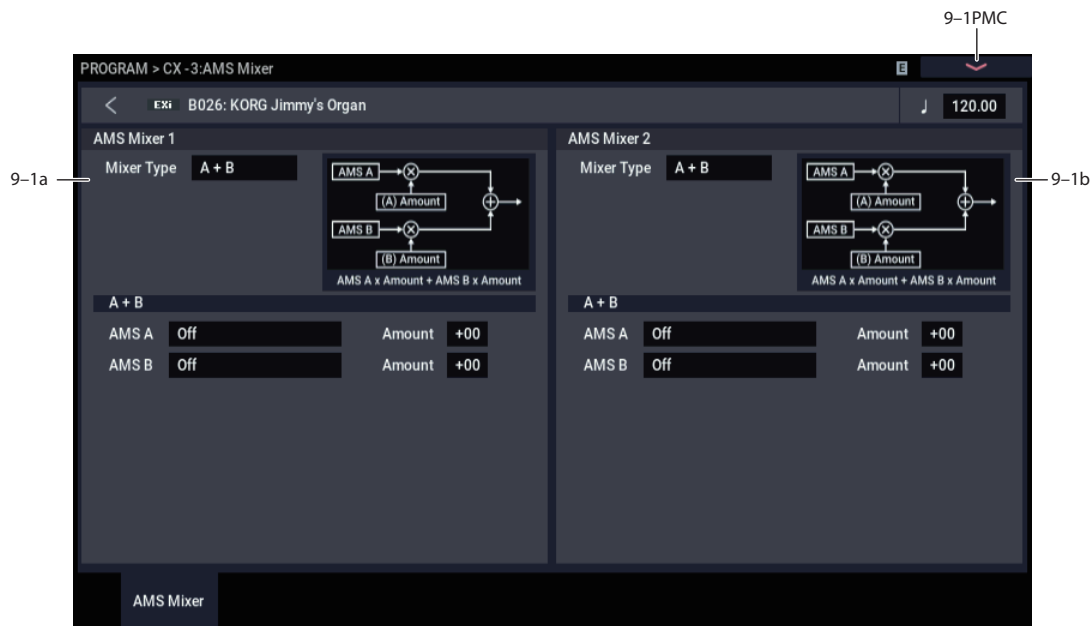 9–1PMC
PROGRAM > CX -3:AMS Mixer
E
EXi B026: KORG Jimmy's Organ
♩ 120.00
AMS Mixer 1
9–1a
Mixer Type A + B
AMS A
(A) Amount
AMS B
(B) Amount
AMS A x Amount + AMS B x Amount
A + B
AMS A Off Amount +00
AMS B Off Amount +00
AMS Mixer 2
Mixer Type A + B
9–1b
AMS A
(A) Amount
AMS B
(B) Amount
AMS A x Amount + AMS B x Amount
A + B
AMS A Off Amount +00
AMS B Off Amount +00
AMS Mixer